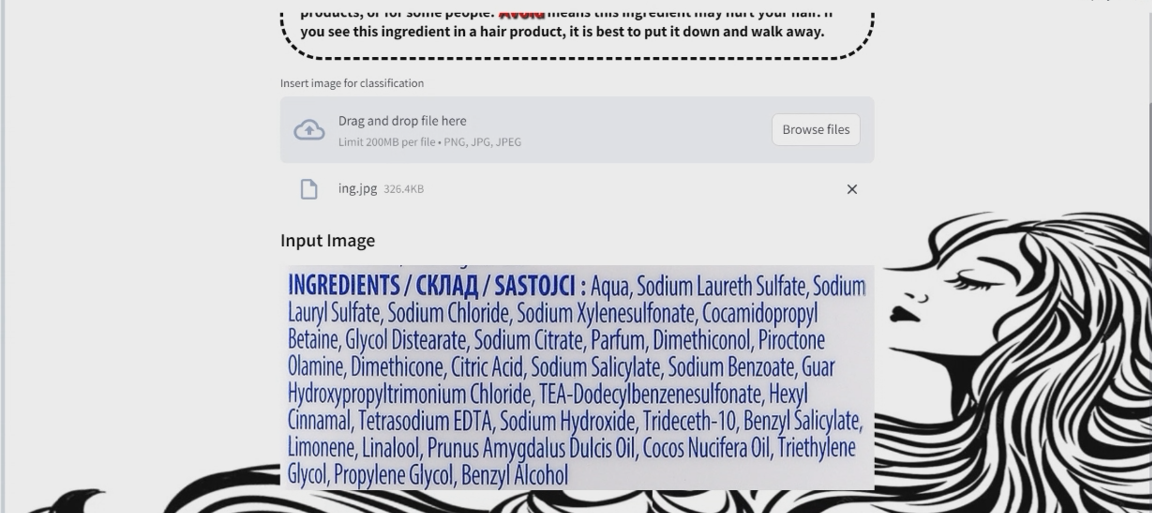 products, or for some people. Avoid means this ingredient may hurt your hair. If
you see this ingredient in a hair product, it is best to put it down and walk away.
Insert image for classification
Drag and drop file here
Limit 200MB per file • PNG, JPG, JPEG
Browse files
ing.jpg 326.4KB
Input Image
INGREDIENTS / СКЛАД / SASTOJCI : Aqua, Sodium Laureth Sulfate, Sodium
Lauryl Sulfate, Sodium Chloride, Sodium Xylenesulfonate, Cocamidopropyl
Betaine, Glycol Distearate, Sodium Citrate, Parfum, Dimethiconol, Piroctone
Olamine, Dimethicone, Citric Acid, Sodium Salicylate, Sodium Benzoate, Guar
Hydroxypropyltrimonium Chloride, TEA-Dodecylbenzenesulfonate, Hexyl
Cinnamal, Tetrasodium EDTA, Sodium Hydroxide, Trideceth-10, Benzyl Salicylate,
Limonene, Linalool, Prunus Amygdalus Dulcis Oil, Cocos Nucifera Oil, Triethylene
Glycol, Propylene Glycol, Benzyl Alcohol